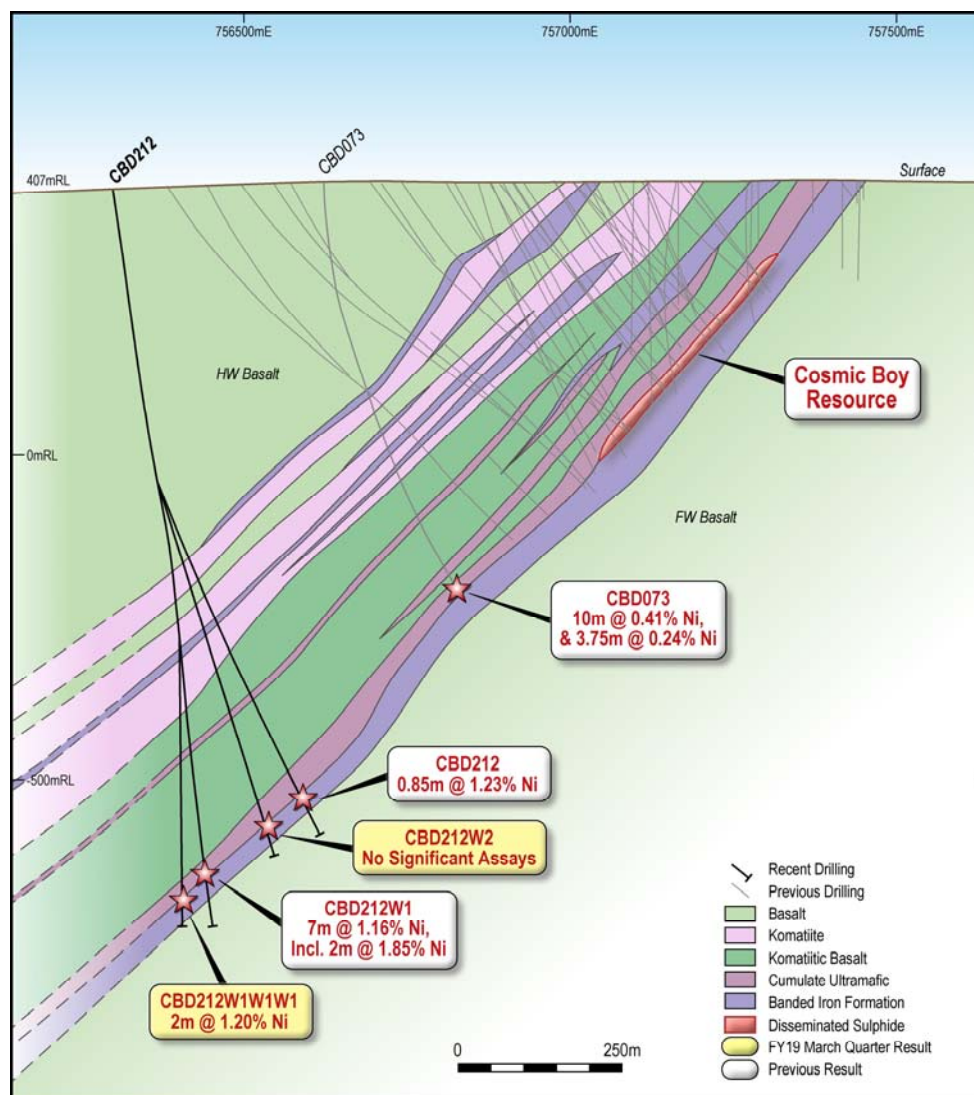 756500mE
757000mE
757500mE
CBD212
CBD073
407mRL
Surface
HW Basalt
Cosmic Boy
Resource
0mRL
FW Basalt
CBD073
10m @ 0.41% Ni,
& 3.75m @ 0.24% Ni
-500mRL
CBD212
0.85m @ 1.23% Ni
CBD212W2
No Significant Assays
CBD212W1
7m @ 1.16% Ni,
Incl. 2m @ 1.85% Ni
CBD212W1W1W1
2m @ 1.20% Ni
Recent Drilling
Previous Drilling
Basalt
Komatiite
Komatiitic Basalt
Cumulate Ultramafic
Banded Iron Formation
Disseminated Sulphide
FY19 March Quarter Result
Previous Result
0
250m